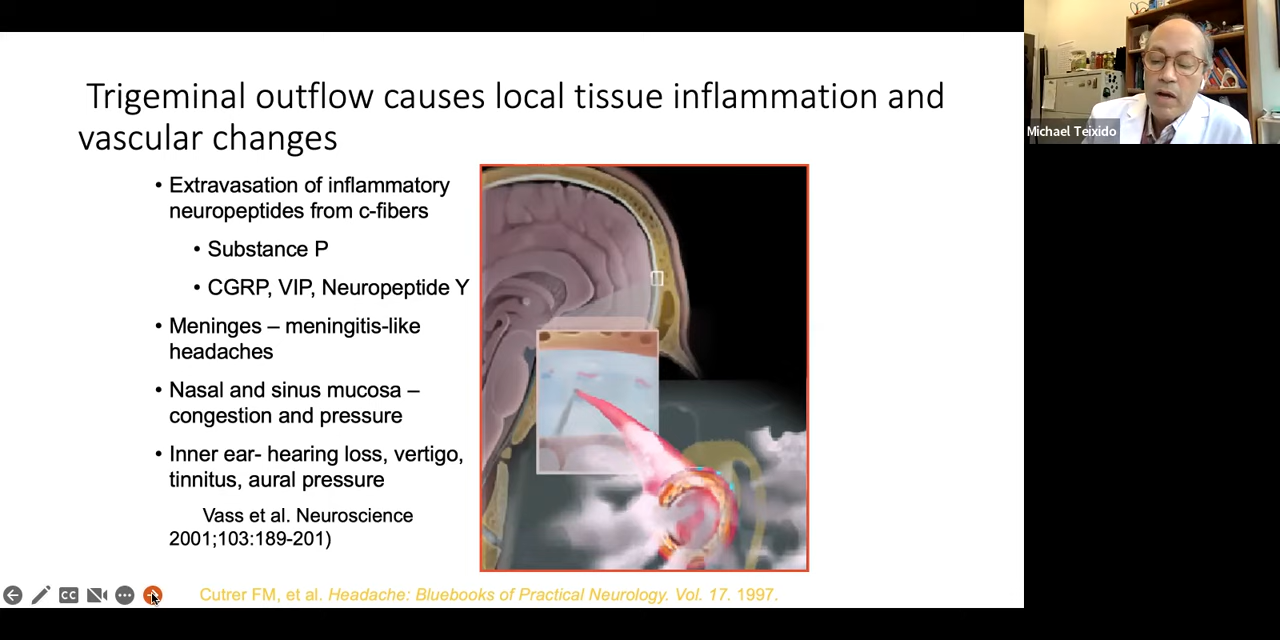 Trigeminal outflow causes local tissue inflammation and
vascular changes
• Extravasation of inflammatory
neuropeptides from c-fibers
• Substance P
• CGRP, VIP, Neuropeptide Y
• Meninges – meningitis-like
headaches
• Nasal and sinus mucosa –
congestion and pressure
• Inner ear- hearing loss, vertigo,
tinnitus, aural pressure
Vass et al. Neuroscience
2001;103:189-201)
Cutrer FM, et al. Headache: Bluebooks of Practical Neurology. Vol. 17. 1997.
CC
Michael Teixido